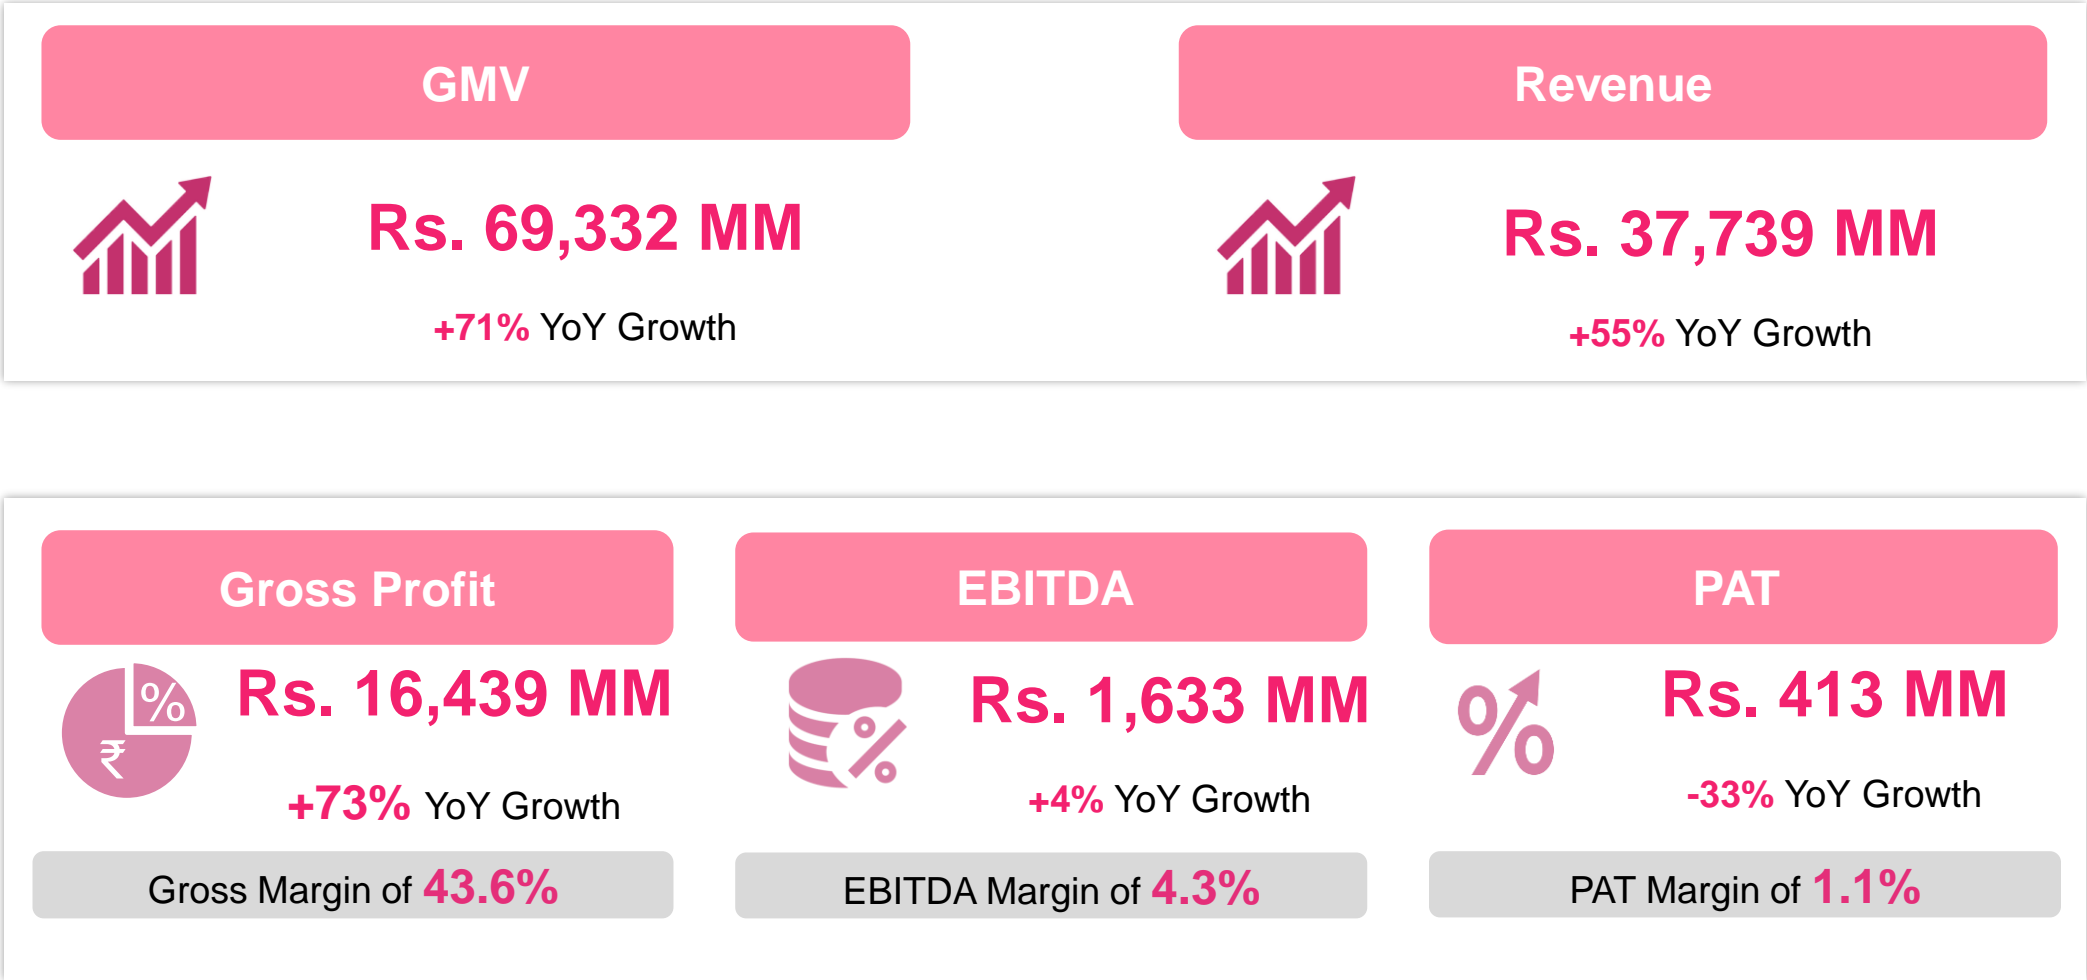 GMV
Revenue
Rs. 69,332 MM
Rs. 37,739 MM
+71% YoY Growth
+55% YoY Growth
Gross Profit
EBITDA
PAT
%
₹
Rs. 16,439 MM
%
Rs. 1,633 MM
%
Rs. 413 MM
+73% YoY Growth
+4% YoY Growth
-33% YoY Growth
Gross Margin of 43.6%
EBITDA Margin of 4.3%
PAT Margin of 1.1%